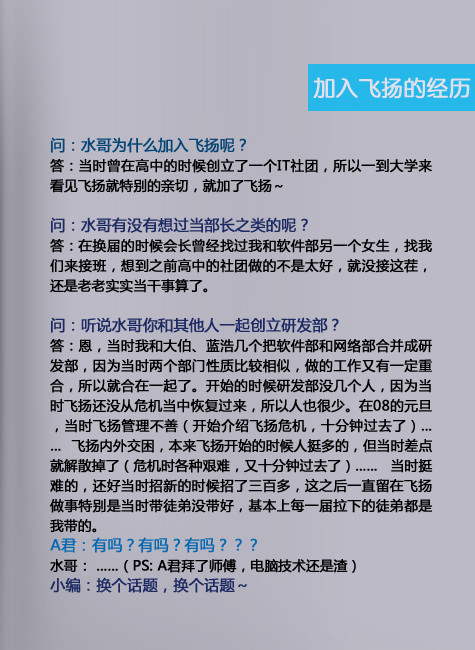 加入飞扬的经历
问：水哥为什么加入飞扬呢？
答：当时曾在高中的时候创立了一个IT社团，所以一到大学来
看见飞扬就特别的亲切，就加了飞扬～
问：水哥有没有想过当部长之类的呢？
答：在换届的时候会长曾经找过我和软件部另一个女生，找我
们来接班，想到之前高中的社团做的不是太好，就没接这茬，
还是老老实实当干事算了。
问：听说水哥你和其他人一起创立研发部？
答：恩，当时我和大伯、蓝浩几个把软件部和网络部合并成研
发部，因为当时两个部门性质比较相似，做的工作又有一定重
合，所以就合在一起了。开始的时候研发部没几个人，因为当
时飞扬还没从危机当中恢复过来，所以人也很少。在08的元旦
，当时飞扬管理不善（开始介绍飞扬危机，十分钟过去了）...
... 飞扬内外交困，本来飞扬开始的时候人挺多的，但当时差点
就解散掉了（危机时各种艰难，又十分钟过去了）...... 当时挺
难的，还好当时招新的时候招了三百多，这之后一直留在飞扬
做事特别是当时带徒弟没带好，基本上每一届拉下的徒弟都是
我带的。
A君：有吗？有吗？有吗？？？
水哥： ......（PS: A君拜了师傅，电脑技术还是渣）
小编：换个话题，换个话题～